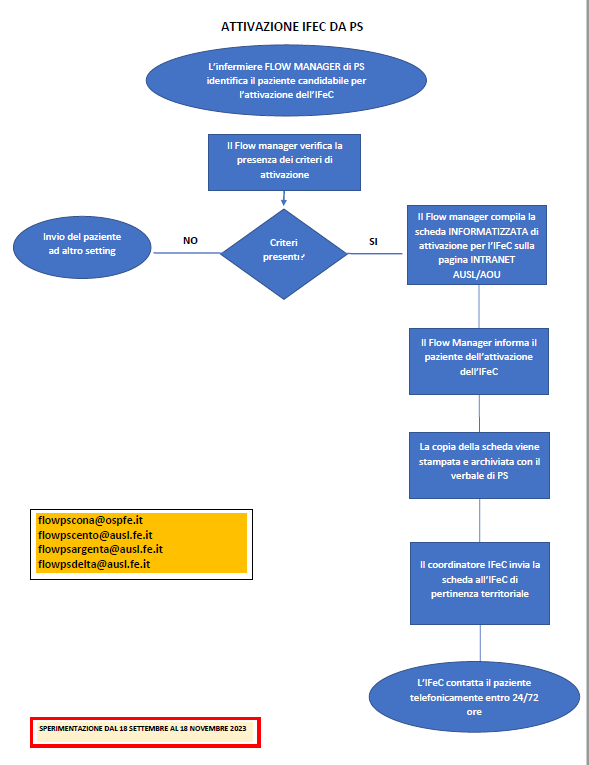 ATTIVAZIONE IFEC DA PS
L'infermiere FLOW MANAGER di PS
identifica il paziente candidabile per
l'attivazione dell'IFeC
Il Flow manager verifica la
presenza dei criteri di
attivazione
Invio del paziente
ad altro setting
NO
Criteri
presenti?
SI
Il Flow manager compila la
scheda INFORMATIZZATA di
attivazione per l'IFeC sulla
pagina INTRANET
AUSL/AOU
Il Flow Manager informa il
paziente dell'attivazione
dell'IFeC
La copia della scheda viene
stampata e archiviata con il
verbale di PS
flowpscona@ospfe.it
flowpscento@ausl.fe.it
flowpsargenta@ausl.fe.it
flowpsdelta@ausl.fe.it
Il coordinatore IFeC invia la
scheda all'IFeC di
pertinenza territoriale
L'IFeC contatta il paziente
telefonicamente entro 24/72
ore
SPERIMENTAZIONE DAL 18 SETTEMBRE AL 18 NOVEMBRE 2023